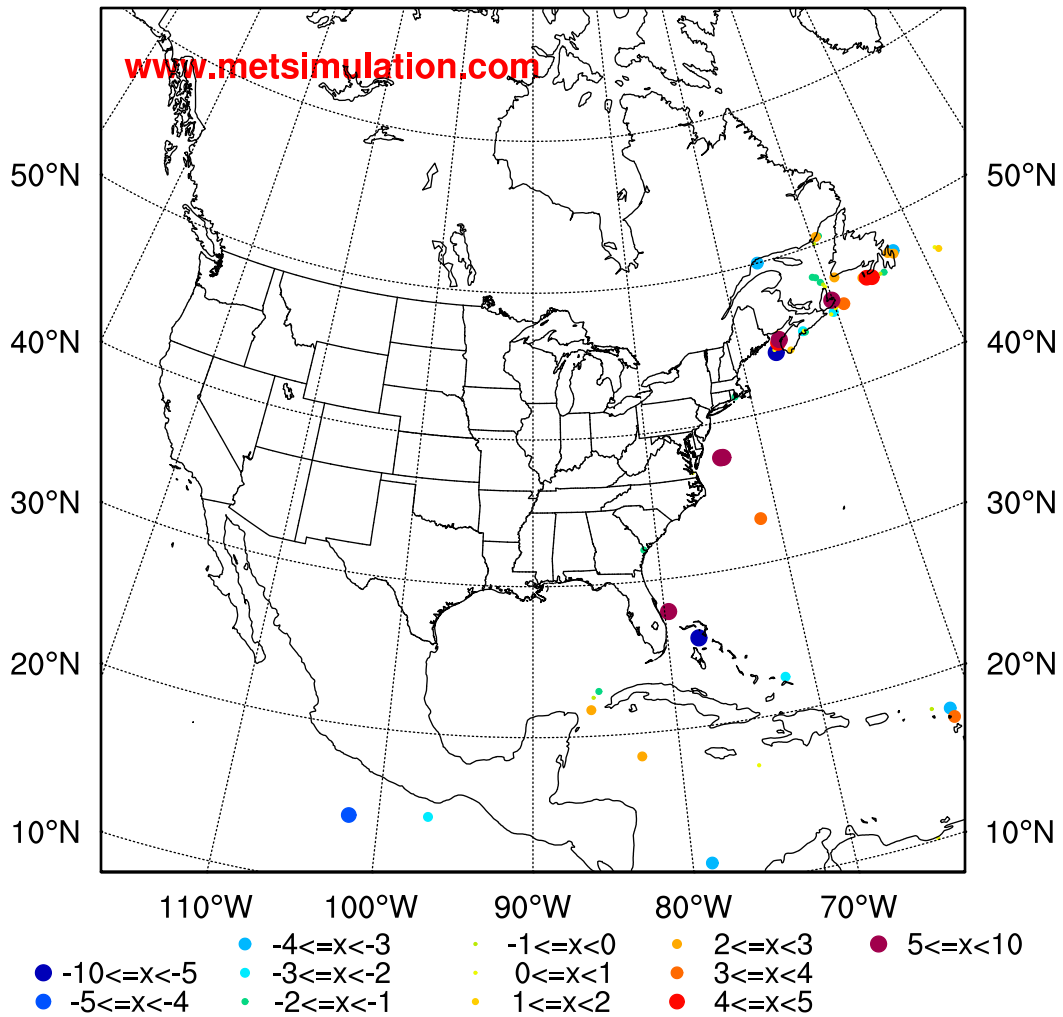 www.metsimulation.com
50°N 50°N
40°N 40°N
30°N 30°N
20°N 20°N
10°N 10°N
110°W 100°W 90°W 80°W 70°W
-4<=x<-3 -1<=x<0 2<=x<3 5<=x<10
-10<=x<-5 -3<=x<-2 0<=x<1 3<=x<4
-5<=x<-4 -2<=x<-1 1<=x<2 4<=x<5